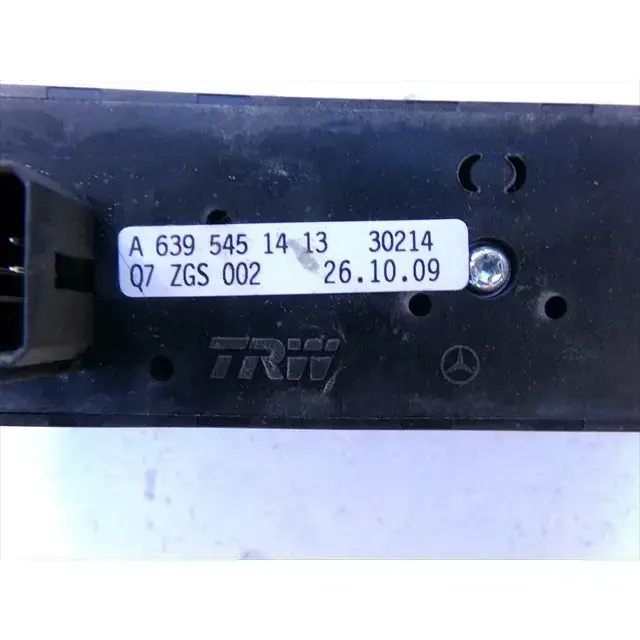 A 639 545 14 13 30214
Q7 ZGS 002 26.10.09
TRW